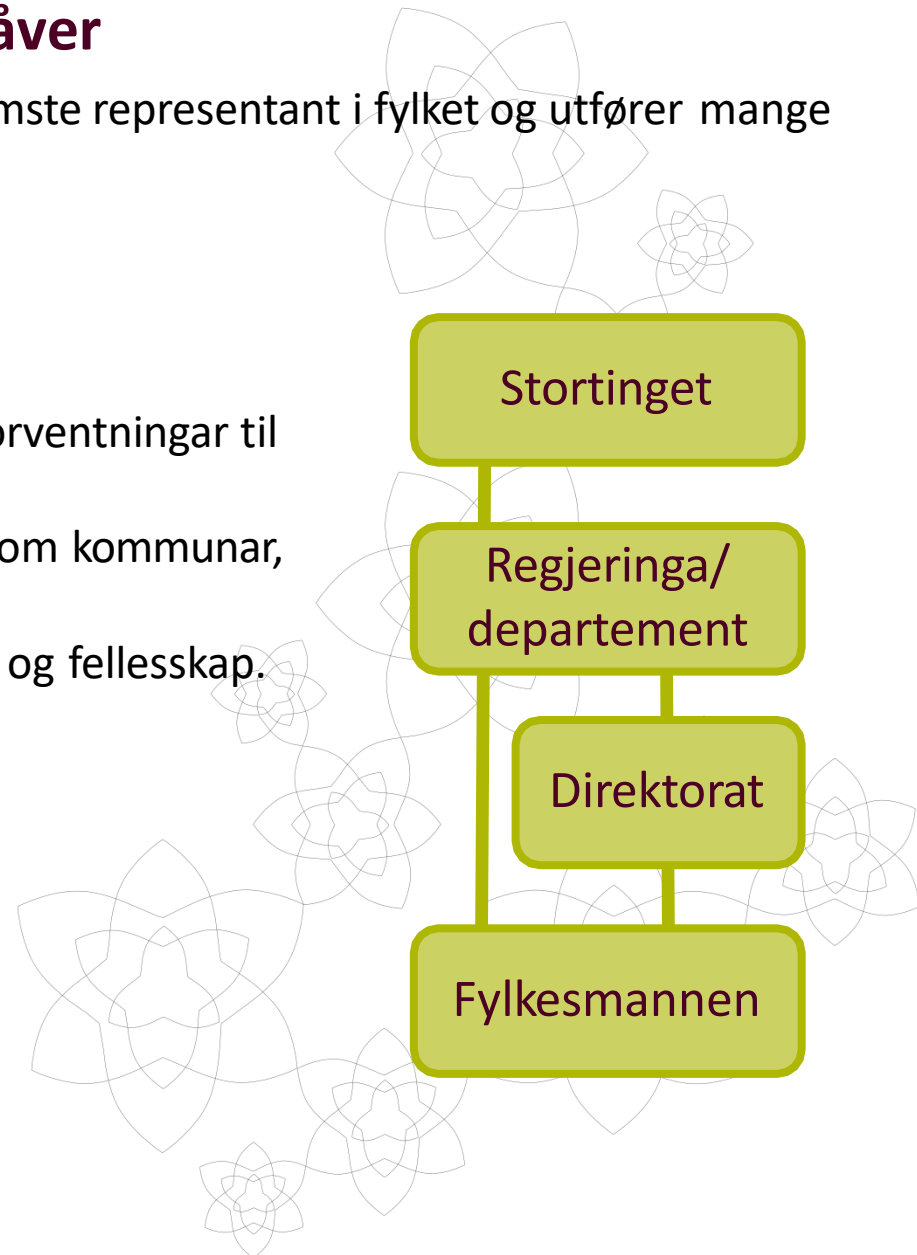 åver
mste representant i fylket og utfører mange
orventningar til
om kommunar,
og fellesskap.
Stortinget
Regjeringa/
departement
Direktorat
Fylkesmannen